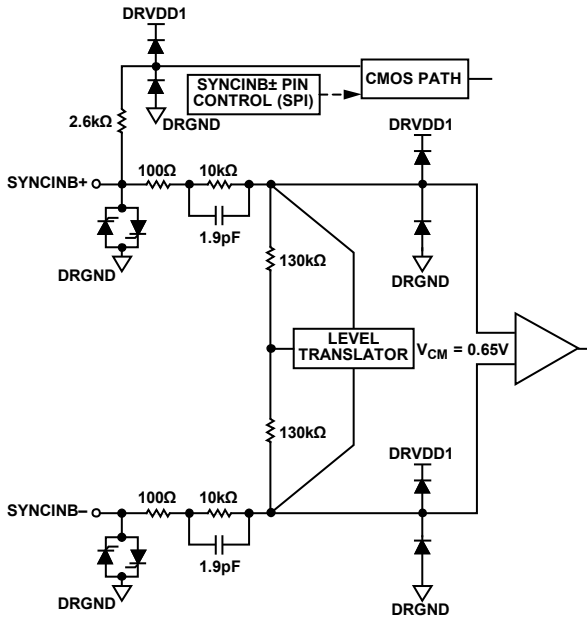 DRVDD1
SYNCINB± PIN
CONTROL (SPI)
CMOS PATH
DRGND
2.6kΩ
DRVDD1
SYNCINB+
100Ω
10kΩ
1.9pF
DRGND
DRGND
130kΩ
LEVEL
TRANSLATOR
VCM = 0.65V
130kΩ
DRVDD1
SYNCINB–
100Ω
10kΩ
1.9pF
DRGND
DRGND